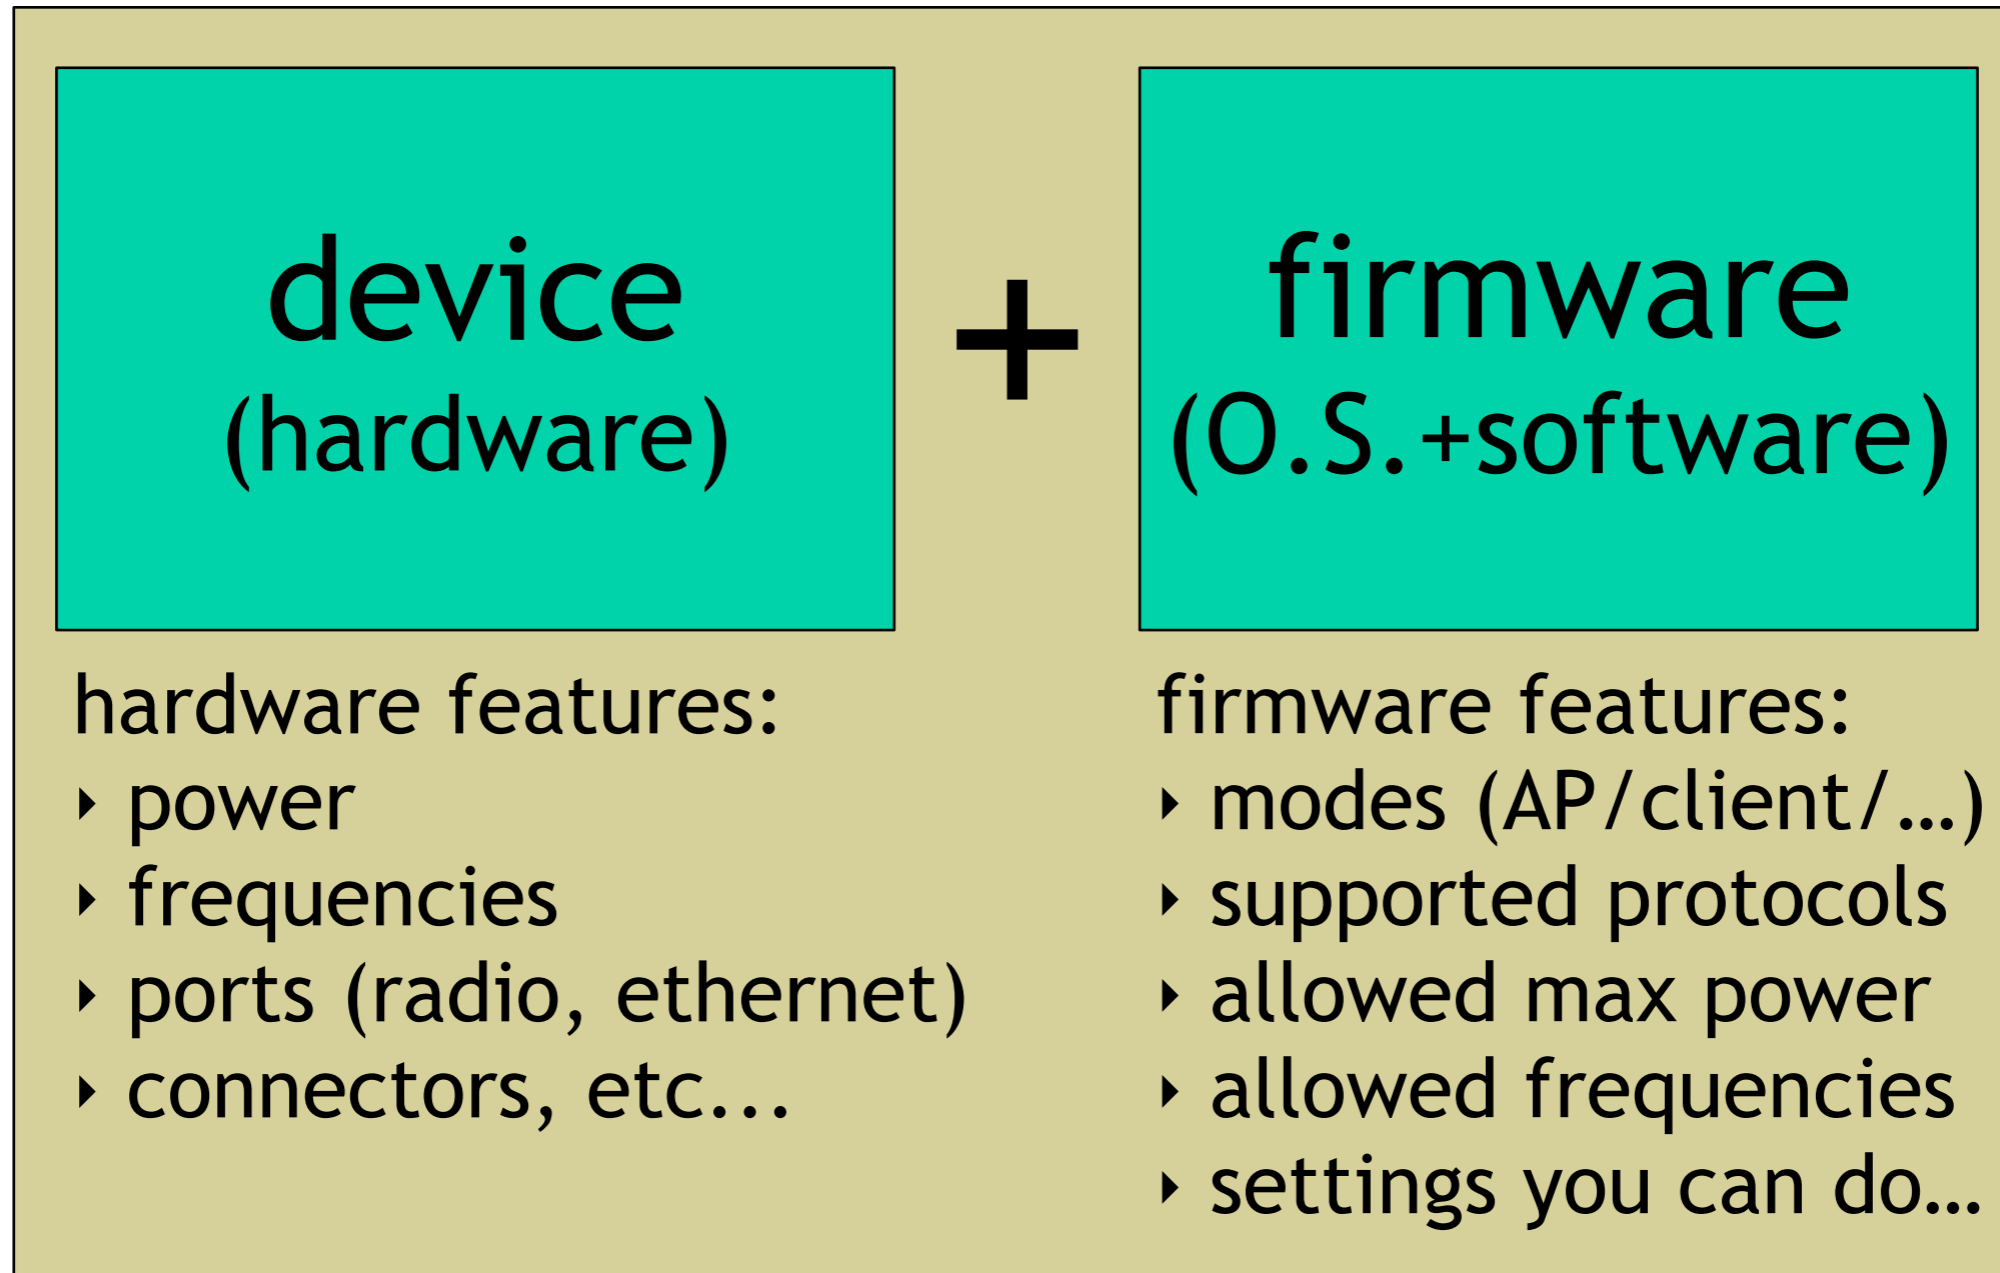 device
(hardware)
+
firmware
(O.S.+software)
hardware features:
‣ power
‣ frequencies
‣ ports (radio, ethernet)
‣ connectors, etc...
firmware features:
‣ modes (AP/client/…)
‣ supported protocols
‣ allowed max power
‣ allowed frequencies
‣ settings you can do…